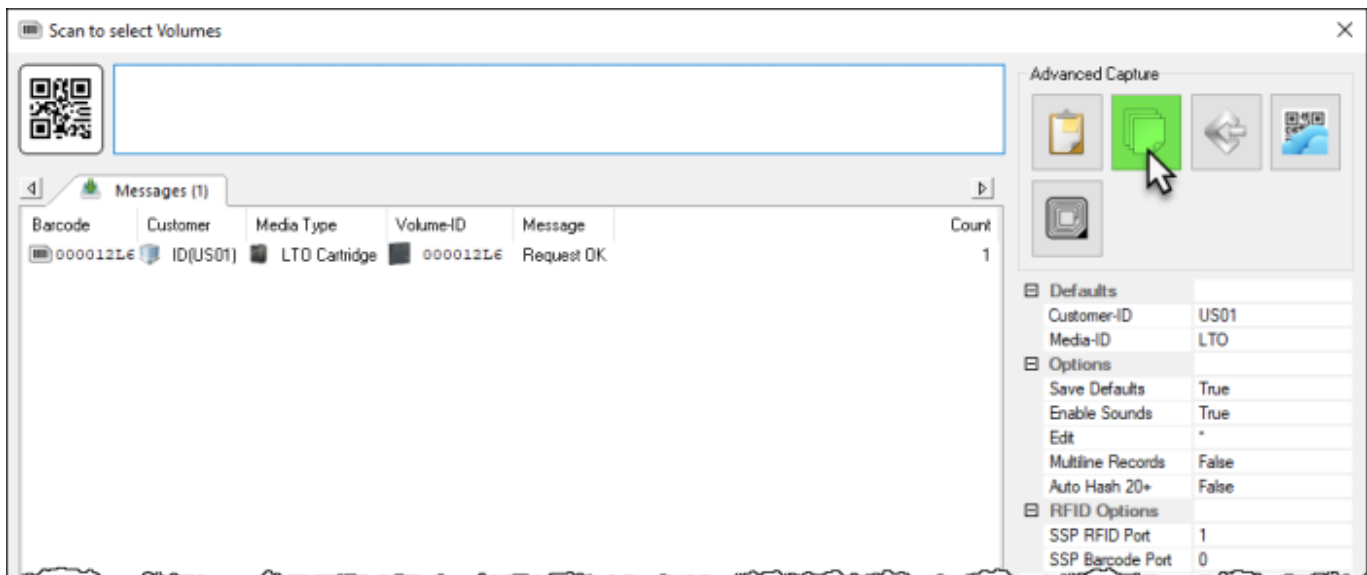 Scan to select Volumes
Advanced Capture
Messages (1)
Barcode Customer Media Type Volume-ID Message Count
000012L6 ID(US01) LTO Cartridge 000012L6 Request OK 1
Defaults
Customer-ID US01
Media-ID LTO
Options
Save Defaults True
Enable Sounds True
Edit *
Multiline Records False
Auto Hash 20+ False
RFID Options
SSP RFID Port 1
SSP Barcode Port 0